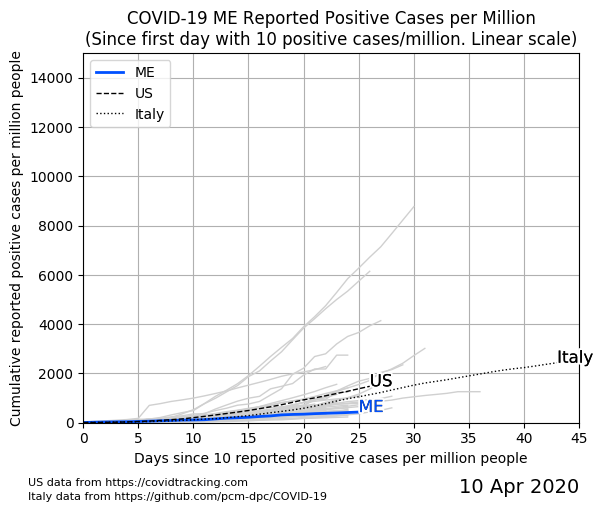 COVID-19 ME Reported Positive Cases per Million
(Since first day with 10 positive cases/million. Linear scale)
Cumulative reported positive cases per million people
14000
12000
10000
8000
6000
4000
2000
0
ME
US
Italy
Italy
US
ME
0 5 10 15 20 25 30 35 40 45
Days since 10 reported positive cases per million people
US data from https://covidtracking.com
Italy data from https://github.com/pcm-dpc/COVID-19
10 Apr 2020